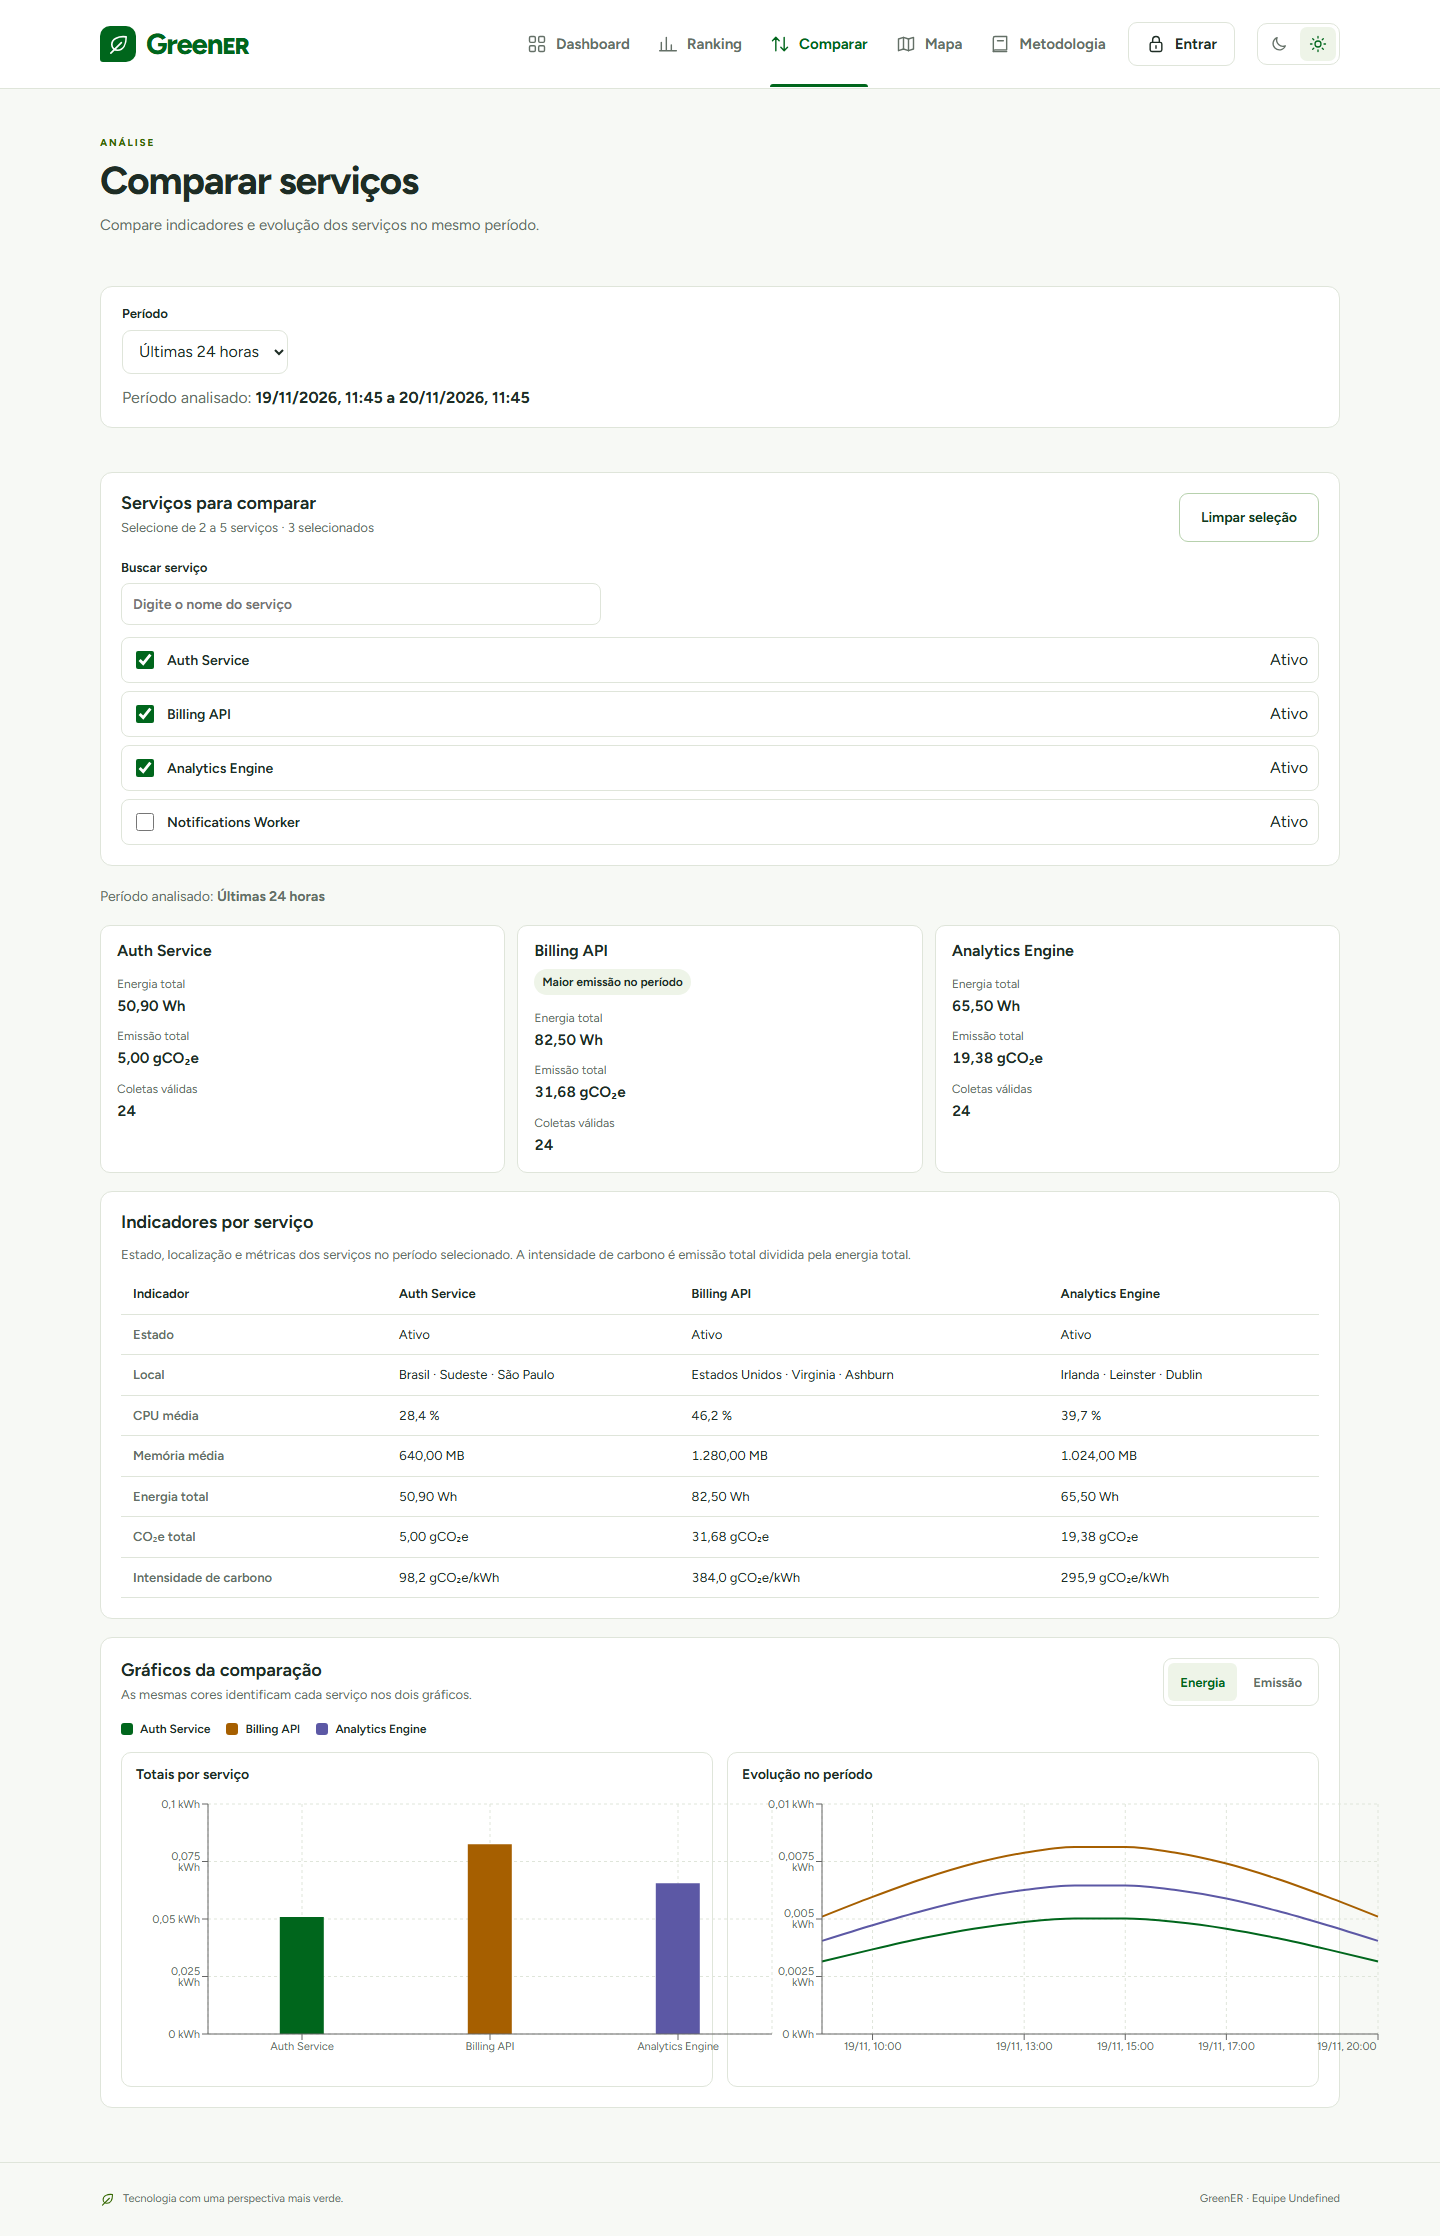 GreenER
Dashboard
Ranking
Comparar
Mapa
Metodologia
Entrar
ANÁLISE
Comparar serviços
Compare indicadores e evolução dos serviços no mesmo período.
Período
Últimas 24 horas
Período analisado: 19/11/2026, 11:45 a 20/11/2026, 11:45
Serviços para comparar
Selecione de 2 a 5 serviços · 3 selecionados
Limpar seleção
Buscar serviço
Digite o nome do serviço
Auth Service Ativo
Billing API Ativo
Analytics Engine Ativo
Notifications Worker Ativo
Período analisado: Últimas 24 horas
Auth Service
Energia total
50,90 Wh
Emissão total
5,00 gCO₂e
Coletas válidas
24
Billing API
Maior emissão no período
Energia total
82,50 Wh
Emissão total
31,68 gCO₂e
Coletas válidas
24
Analytics Engine
Energia total
65,50 Wh
Emissão total
19,38 gCO₂e
Coletas válidas
24
Indicadores por serviço
Estado, localização e métricas dos serviços no período selecionado. A intensidade de carbono é emissão total dividida pela energia total.
Indicador Auth Service Billing API Analytics Engine
Estado Ativo Ativo Ativo
Local Brasil · Sudeste · São Paulo Estados Unidos · Virginia · Ashburn Irlanda · Leinster · Dublin
CPU média 28,4 % 46,2 % 39,7 %
Memória média 640,00 MB 1.280,00 MB 1.024,00 MB
Energia total 50,90 Wh 82,50 Wh 65,50 Wh
CO₂e total 5,00 gCO₂e 31,68 gCO₂e 19,38 gCO₂e
Intensidade de carbono 98,2 gCO₂e/kWh 384,0 gCO₂e/kWh 295,9 gCO₂e/kWh
Gráficos da comparação
As mesmas cores identificam cada serviço nos dois gráficos.
Energia
Emissão
Auth Service
Billing API
Analytics Engine
Totais por serviço
0,1 kWh
0,075
kWh
0,05 kWh
0,025
kWh
0 kWh
Auth Service
Billing API
Analytics Engine
Evolução no período
0,01 kWh
0,0075
kWh
0,005
kWh
0,0025
kWh
0 kWh
19/11, 10:00
19/11, 13:00
19/11, 15:00
19/11, 17:00
19/11, 20:00
Tecnologia com uma perspectiva mais verde.
GreenER · Equipe Undefined